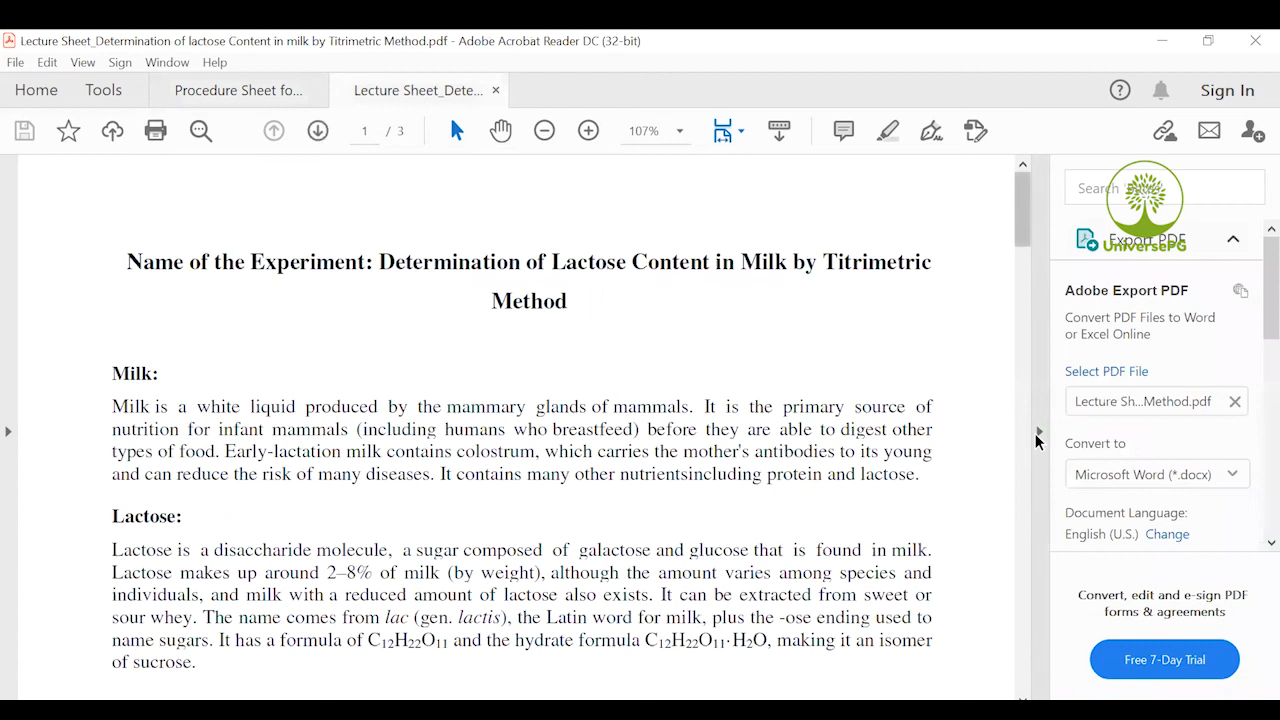 Lecture Sheet_Determination of lactose Content in milk by Titrimetric Method.pdf - Adobe Acrobat Reader DC (32-bit)
File Edit View Sign Window Help
Home Tools Procedure Sheet fo... Lecture Sheet_Dete... × Sign In
1 / 3 107%
Name of the Experiment: Determination of Lactose Content in Milk by Titrimetric
Method
Milk:
Milk is a white liquid produced by the mammary glands of mammals. It is the primary source of
nutrition for infant mammals (including humans who breastfeed) before they are able to digest other
types of food. Early-lactation milk contains colostrum, which carries the mother's antibodies to its young
and can reduce the risk of many diseases. It contains many other nutrientsincluding protein and lactose.
Lactose:
Lactose is a disaccharide molecule, a sugar composed of galactose and glucose that is found in milk.
Lactose makes up around 2–8% of milk (by weight), although the amount varies among species and
individuals, and milk with a reduced amount of lactose also exists. It can be extracted from sweet or
sour whey. The name comes from lac (gen. lactis), the Latin word for milk, plus the -ose ending used to
name sugars. It has a formula of C12H22O11 and the hydrate formula C12H22O11·H2O, making it an isomer
of sucrose.
Search
Export PDF
UniversePG
Adobe Export PDF
Convert PDF Files to Word
or Excel Online
Select PDF File
Lecture Sh...Method.pdf
Convert to
Microsoft Word (*.docx)
Document Language:
English (U.S.) Change
Convert, edit and e-sign PDF
forms & agreements
Free 7-Day Trial